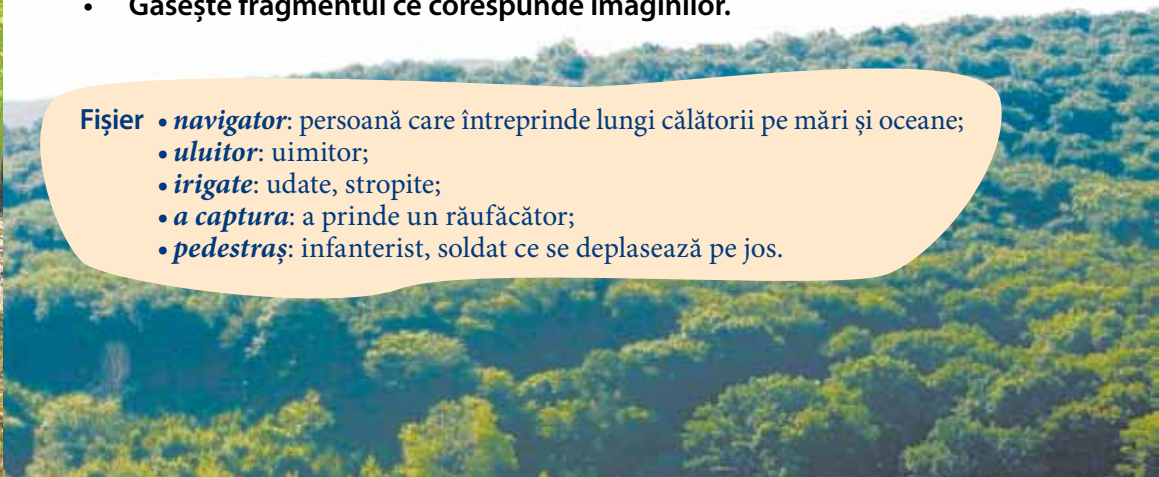 • Găsește fragmentul ce corespunde imaginilor.
Fișier • navigator: persoană care întreprinde lungi călătorii pe mări și oceane;
• uluitor: uimitor;
• irigate: udate, stropite;
• a captura: a prinde un răufăcător;
• pedestraș: infanterist, soldat ce se deplasează pe jos.